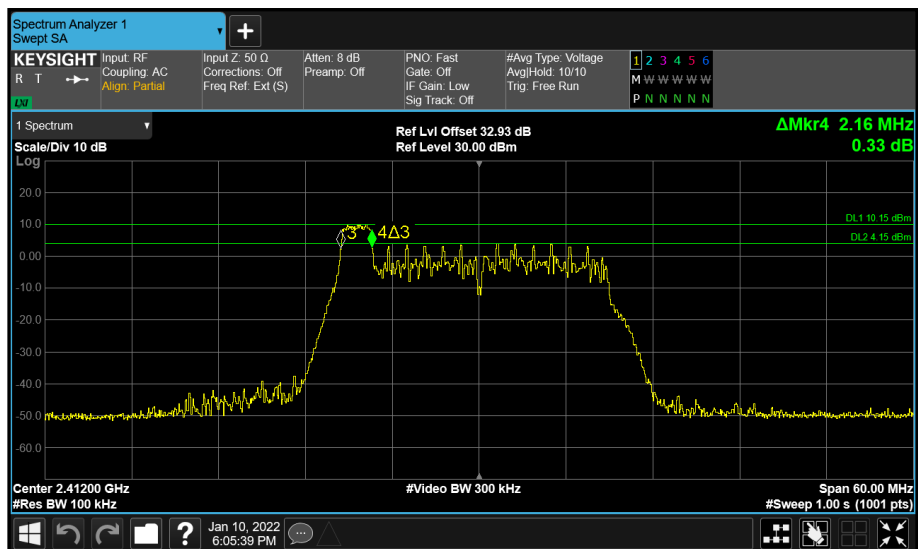 Spectrum Analyzer 1
Swept SA
+
KEYSIGHT
R T
LXI
Input: RF
Coupling: AC
Align: Partial
Input Z: 50 Ω
Corrections: Off
Freq Ref: Ext (S)
Atten: 8 dB
Preamp: Off
PNO: Fast
Gate: Off
IF Gain: Low
Sig Track: Off
#Avg Type: Voltage
Avg|Hold: 10/10
Trig: Free Run
1 2 3 4 5 6
M W W W W W
P N N N N N
1 Spectrum
Scale/Div 10 dB
Log
Ref Lvl Offset 32.93 dB
Ref Level 30.00 dBm
ΔMkr4 2.16 MHz
0.33 dB
20.0
10.0
0.00
-10.0
-20.0
-30.0
-40.0
-50.0
-60.0
DL1 10.15 dBm
DL2 4.15 dBm
3
4Δ3
Center 2.41200 GHz
#Res BW 100 kHz
#Video BW 300 kHz
Span 60.00 MHz
#Sweep 1.00 s (1001 pts)
?
Jan 10, 2022
6:05:39 PM